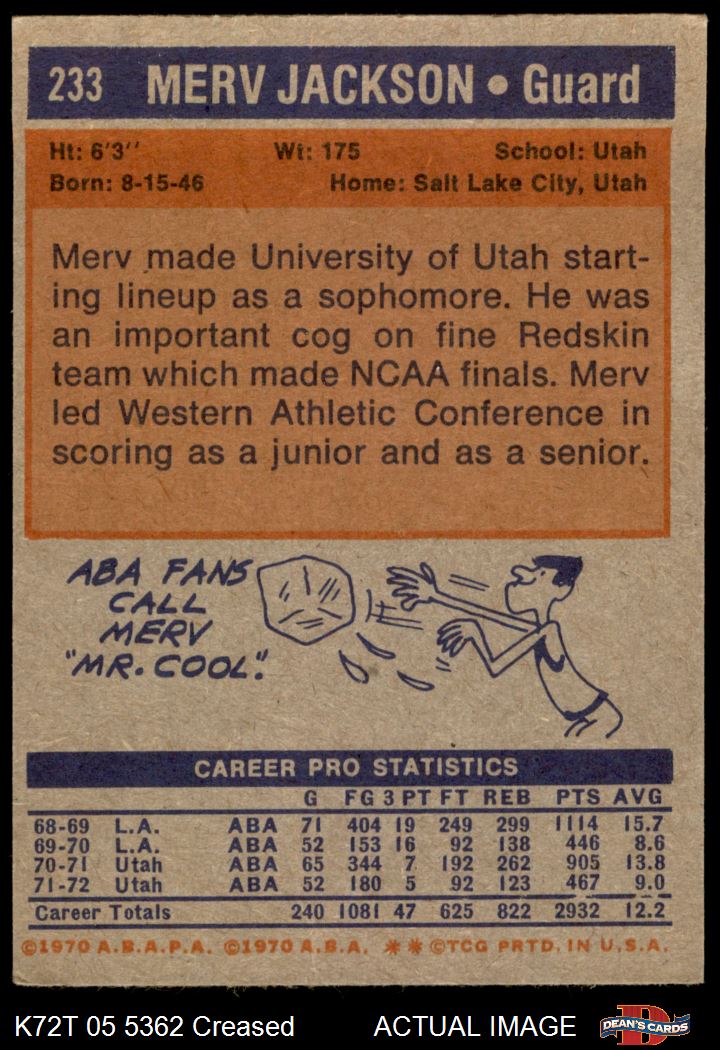 233 MERV JACKSON • Guard
Ht: 6'3'' Wt: 175 School: Utah
Born: 8-15-46 Home: Salt Lake City, Utah
Merv made University of Utah start-
ing lineup as a sophomore. He was
an important cog on fine Redskin
team which made NCAA finals. Merv
led Western Athletic Conference in
scoring as a junior and as a senior.
ABA FANS
CALL
MERV
"MR. COOL."
CAREER PRO STATISTICS
G FG 3 PT FT REB PTS AVG
68-69 L.A. ABA 71 404 19 249 299 1114 15.7
69-70 L.A. ABA 52 153 16 92 138 446 8.6
70-71 Utah ABA 65 344 7 192 262 905 13.8
71-72 Utah ABA 52 180 5 92 123 467 9.0
Career Totals 240 1081 47 625 822 2932 12.2
©1970 A.B.A.P.A. ©1970 A.B.A. ** ©TCG PRTD. IN U.S.A.
K72T 05 5362 Creased ACTUAL IMAGE DEAN'S CARDS